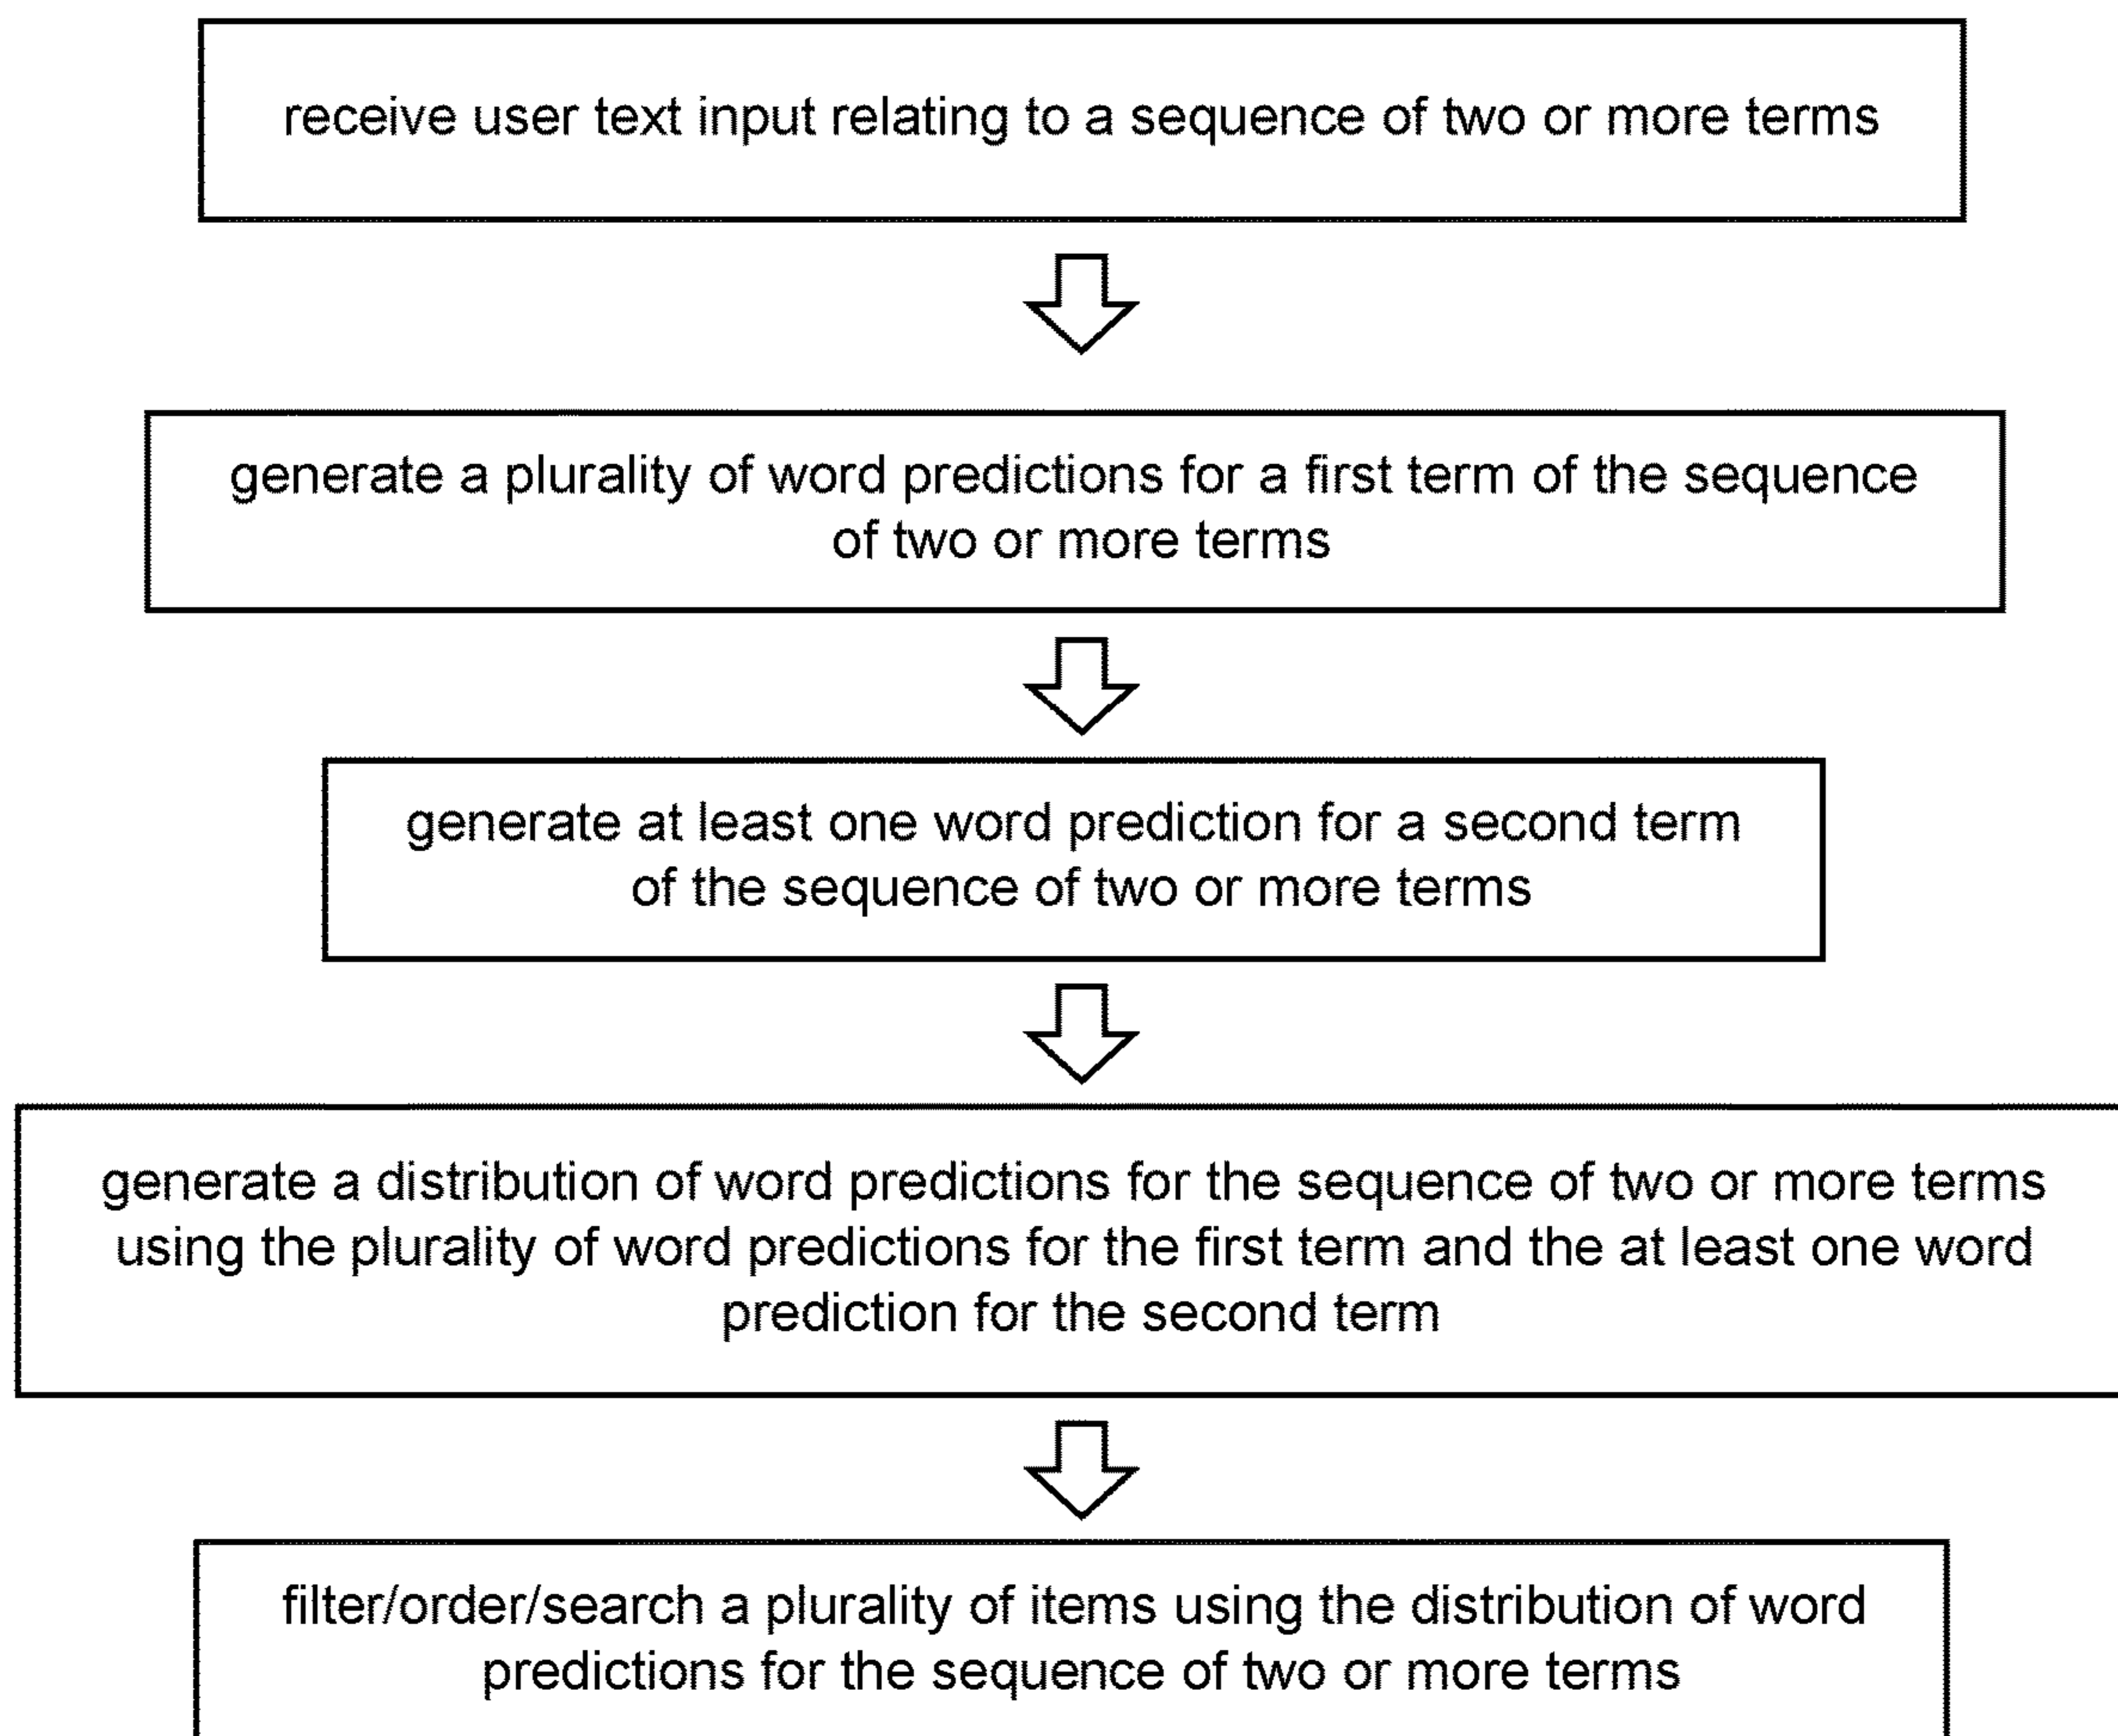 receive user text input relating to a sequence of two or more terms
generate a plurality of word predictions for a first term of the sequence
of two or more terms
generate at least one word prediction for a second term
of the sequence of two or more terms
generate a distribution of word predictions for the sequence of two or more terms
using the plurality of word predictions for the first term and the at least one word
prediction for the second term
filter/order/search a plurality of items using the distribution of word
predictions for the sequence of two or more terms